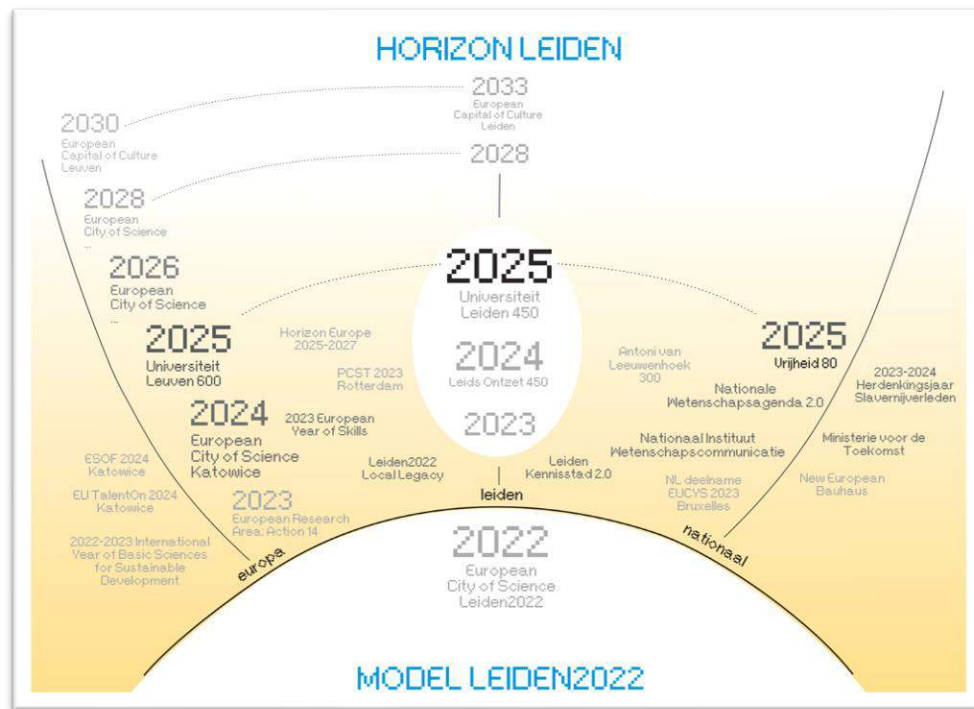 HORIZON LEIDEN
2033
European
Capital of Culture
Leiden
2030
European
Capital of Culture
Leuven
2028
2028
European
City of Science
...
2026
European
City of Science
...
2025
Universiteit
Leiden 450
2025
Universiteit
Leuven 600
Horizon Europe
2025-2027
2025
Vrijheid 80
Antoni van
Leeuwenhoek
300
2024
Leids Ontzet 450
PCST 2023
Rotterdam
2023-2024
Herdenkingsjaar
Slavernijverleden
Nationale
Wetenschapsagenda 2.0
2024
European
City of Science
Katowice
2023 European
Year of Skills
2023
Nationaal Instituut
Wetenschapscommunicatie
Ministerie voor de
Toekomst
ESOF 2024
Katowice
Leiden2022
Local Legacy
Leiden
Kennisstad 2.0
NL deelname
EUCYS 2023
Bruxelles
New European
Bauhaus
EU TalentOn 2024
Katowice
2023
European Research
Area: Action 14
leiden
2022-2023 International
Year of Basic Sciences
for Sustainable
Development
europa
nationaal
2022
European
City of Science
Leiden2022
MODEL LEIDEN2022